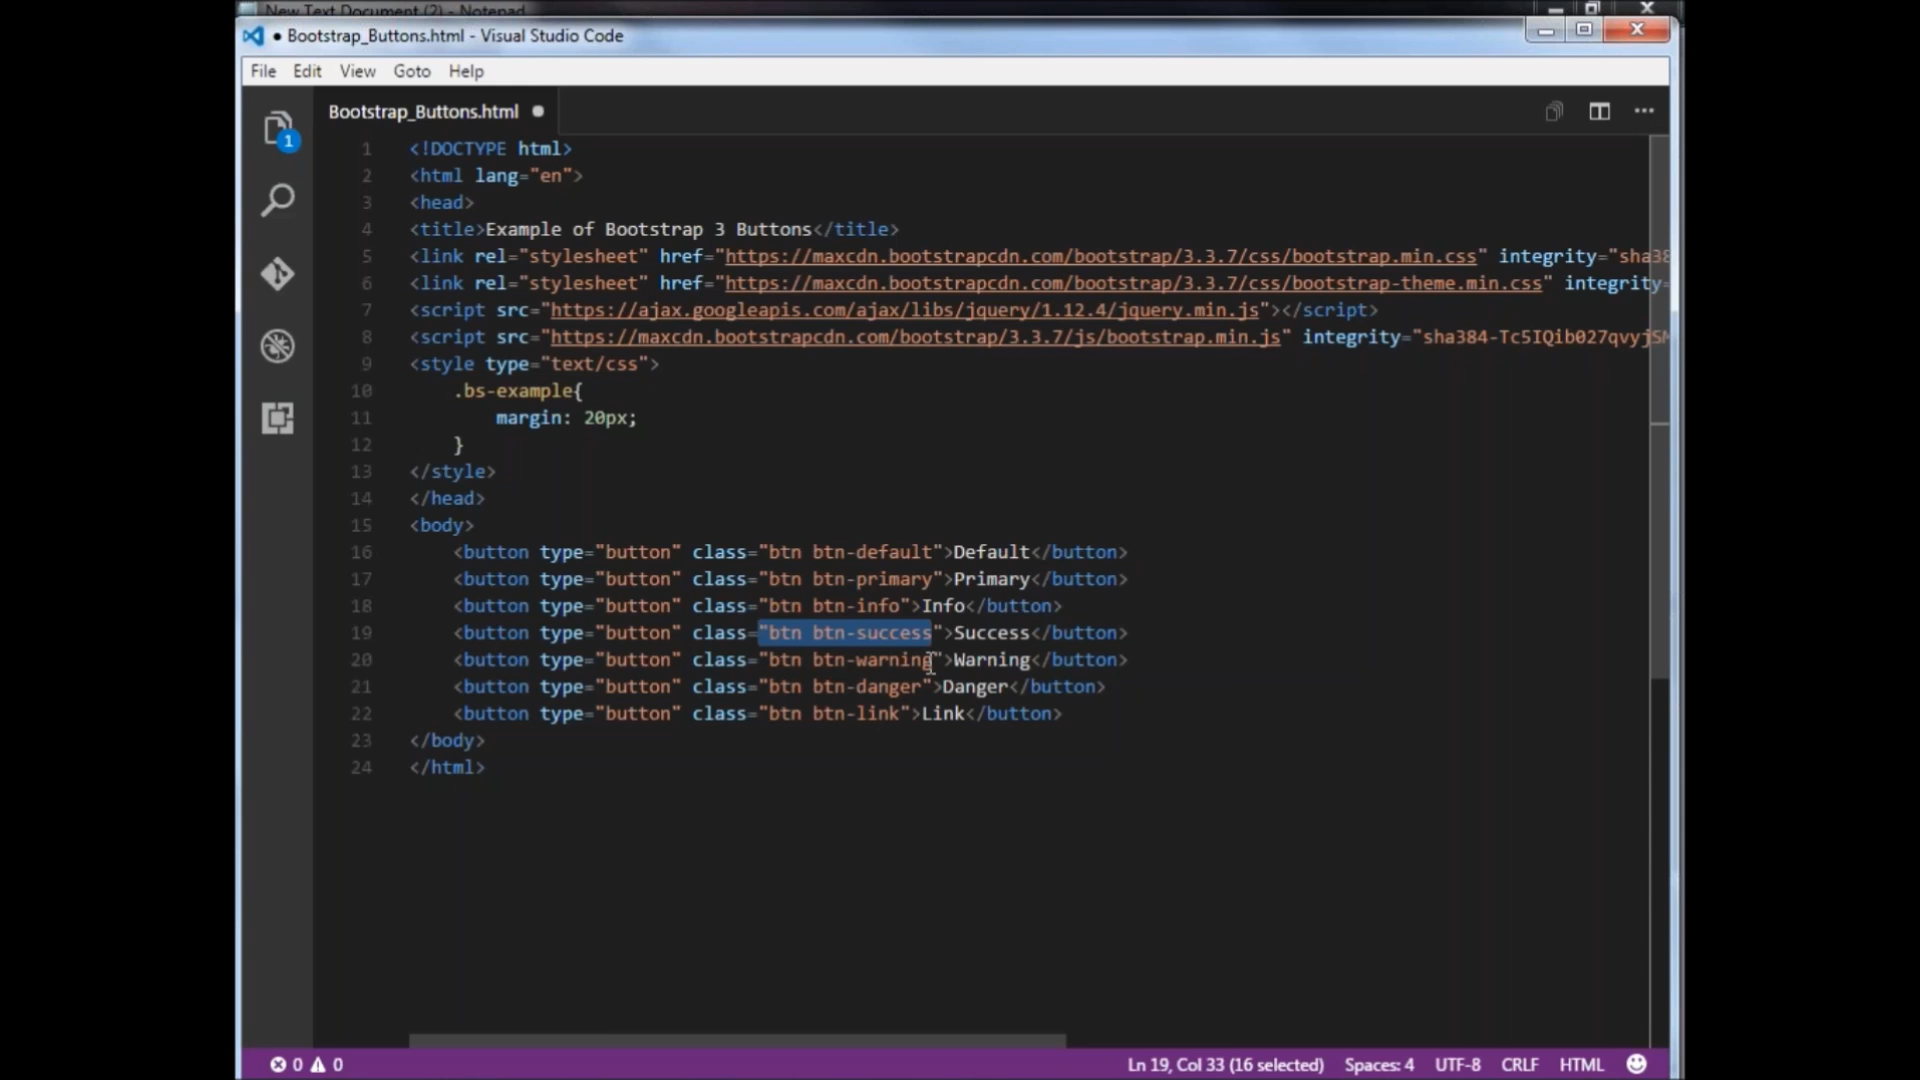 New Text Document (2) - Notepad
● Bootstrap_Buttons.html - Visual Studio Code
File Edit View Goto Help
Bootstrap_Buttons.html ●
1
1 <!DOCTYPE html>
2 <html lang="en">
3 <head>
4 <title>Example of Bootstrap 3 Buttons</title>
5 <link rel="stylesheet" href="https://maxcdn.bootstrapcdn.com/bootstrap/3.3.7/css/bootstrap.min.css" integrity="sha38
6 <link rel="stylesheet" href="https://maxcdn.bootstrapcdn.com/bootstrap/3.3.7/css/bootstrap-theme.min.css" integrity=
7 <script src="https://ajax.googleapis.com/ajax/libs/jquery/1.12.4/jquery.min.js"></script>
8 <script src="https://maxcdn.bootstrapcdn.com/bootstrap/3.3.7/js/bootstrap.min.js" integrity="sha384-Tc5IQib027qvyjSM
9 <style type="text/css">
10 .bs-example{
11 margin: 20px;
12 }
13 </style>
14 </head>
15 <body>
16 <button type="button" class="btn btn-default">Default</button>
17 <button type="button" class="btn btn-primary">Primary</button>
18 <button type="button" class="btn btn-info">Info</button>
19 <button type="button" class="btn btn-success">Success</button>
20 <button type="button" class="btn btn-warning">Warning</button>
21 <button type="button" class="btn btn-danger">Danger</button>
22 <button type="button" class="btn btn-link">Link</button>
23 </body>
24 </html>
0 0 Ln 19, Col 33 (16 selected) Spaces: 4 UTF-8 CRLF HTML